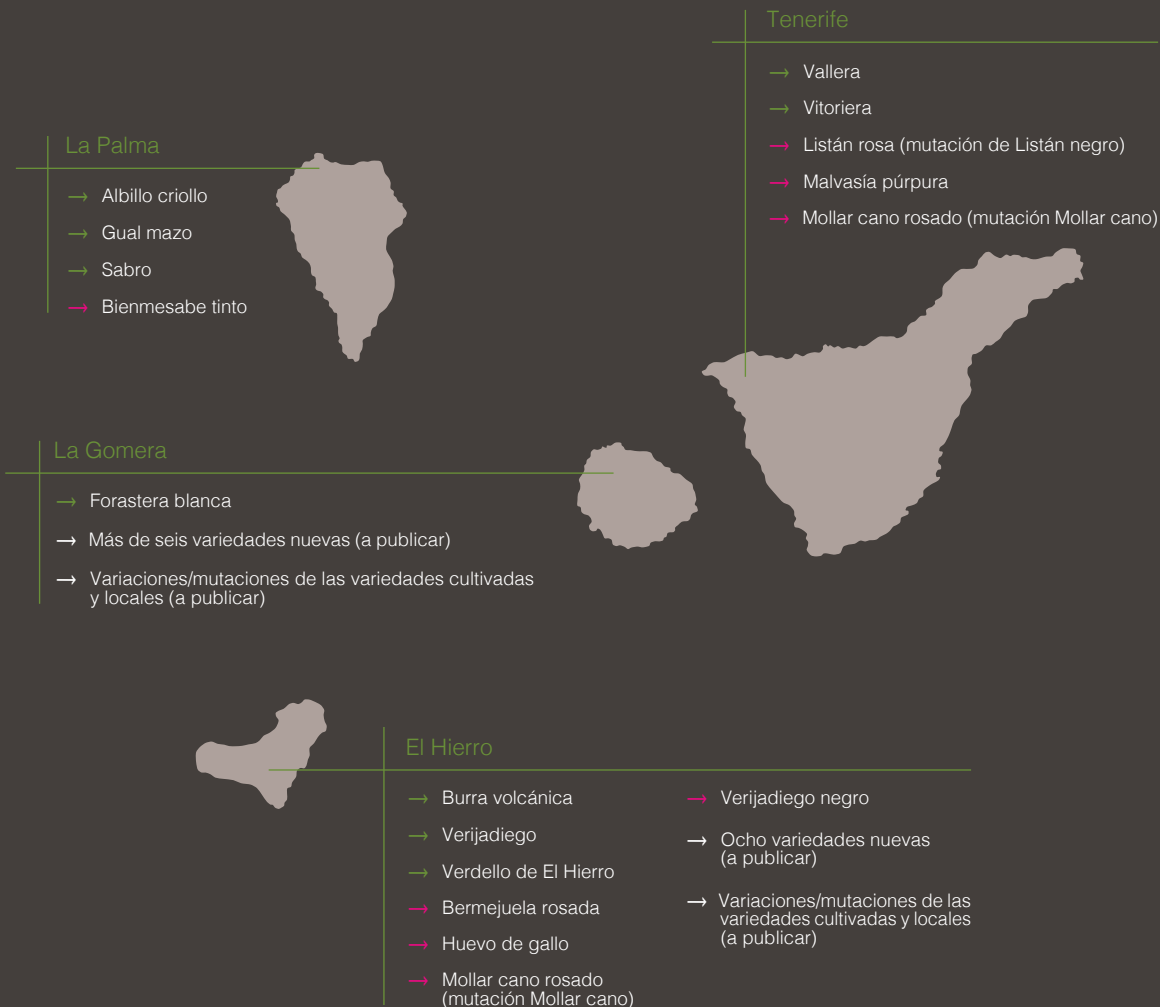 Tenerife
→ Vallera
→ Vitoriera
→ Listán rosa (mutación de Listán negro)
→ Malvasía púrpura
→ Mollar cano rosado (mutación Mollar cano)
La Palma
→ Albillo criollo
→ Gual mazo
→ Sabro
→ Bienmesabe tinto
La Gomera
→ Forastera blanca
→ Más de seis variedades nuevas (a publicar)
→ Variaciones/mutaciones de las variedades cultivadas
y locales (a publicar)
El Hierro
→ Burra volcánica
→ Verijadiego
→ Verdello de El Hierro
→ Bermejuela rosada
→ Huevo de gallo
→ Mollar cano rosado
(mutación Mollar cano)
→ Verijadiego negro
→ Ocho variedades nuevas
(a publicar)
→ Variaciones/mutaciones de las
variedades cultivadas y locales
(a publicar)